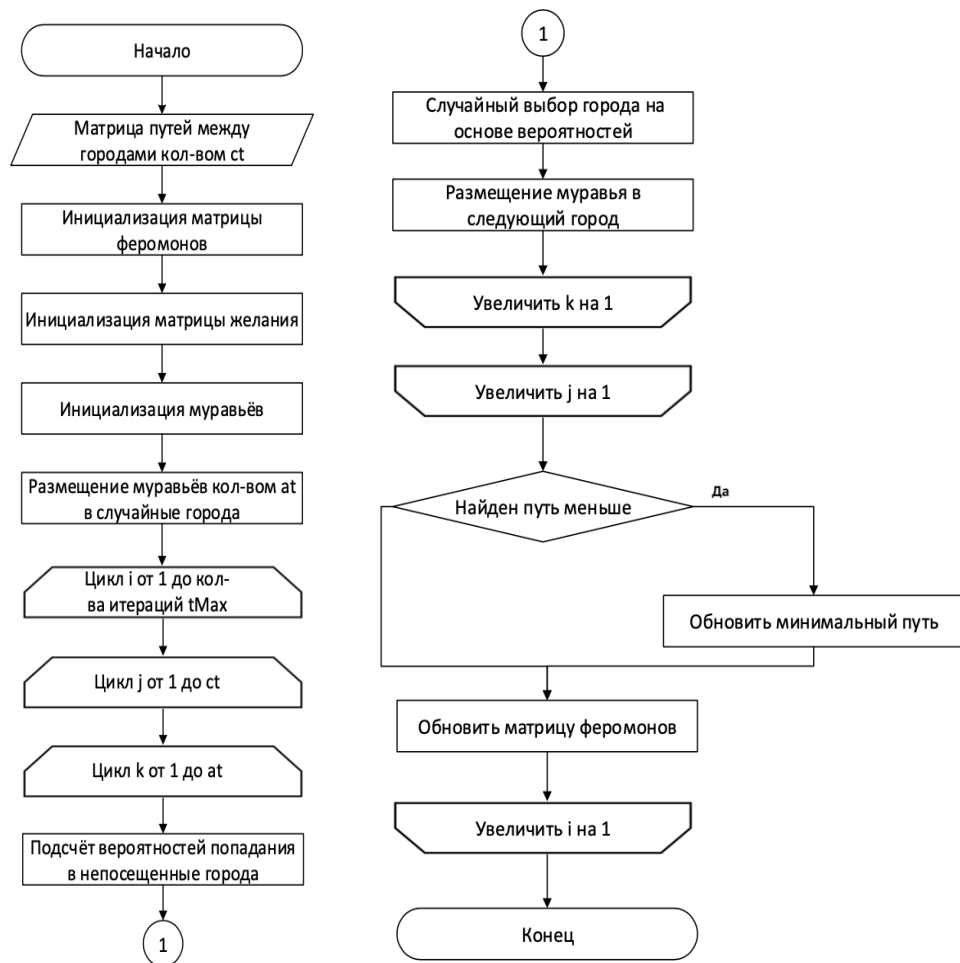 Начало
Матрица путей между
городами кол-вом ct
Инициализация матрицы
феромонов
Инициализация матрицы желания
Инициализация муравьёв
Размещение муравьёв кол-вом at
в случайные города
Цикл i от 1 до кол-
ва итераций tMax
Цикл j от 1 до ct
Цикл k от 1 до at
Подсчёт вероятностей попадания
в непосещенные города
1
1
Случайный выбор города на
основе вероятностей
Размещение муравья в
следующий город
Увеличить k на 1
Увеличить j на 1
Найден путь меньше
Да
Обновить минимальный путь
Обновить матрицу феромонов
Увеличить i на 1
Конец